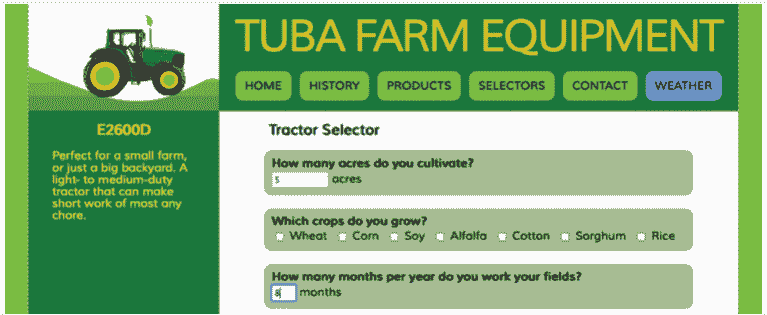 TUBA FARM EQUIPMENT
HOME HISTORY PRODUCTS SELECTORS CONTACT WEATHER
E2600D
Perfect for a small farm,
or just a big backyard. A
light- to medium-duty
tractor that can make
short work of most any
chore.
Tractor Selector
How many acres do you cultivate?
acres
Which crops do you grow?
Wheat Corn Soy Alfalfa Cotton Sorghum Rice
How many months per year do you work your fields?
8 months